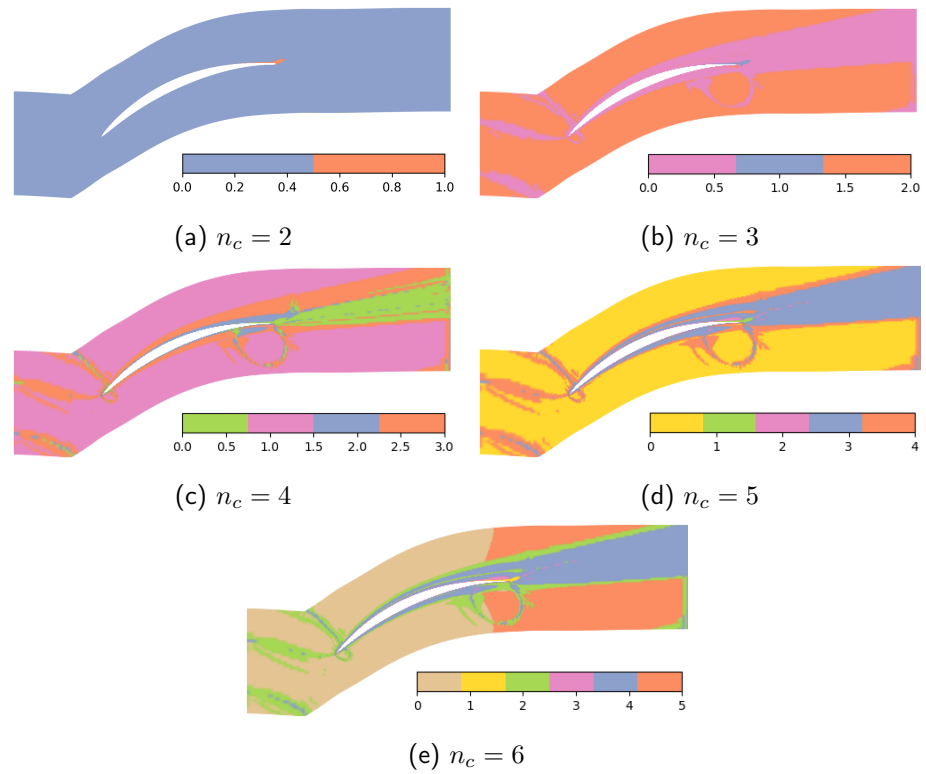 0.0 0.2 0.4 0.6 0.8 1.0
0.0 0.5 1.0 1.5 2.0
(a) n_c = 2
(b) n_c = 3
0.0 0.5 1.0 1.5 2.0 2.5 3.0
0 1 2 3 4
(c) n_c = 4
(d) n_c = 5
0 1 2 3 4 5
(e) n_c = 6